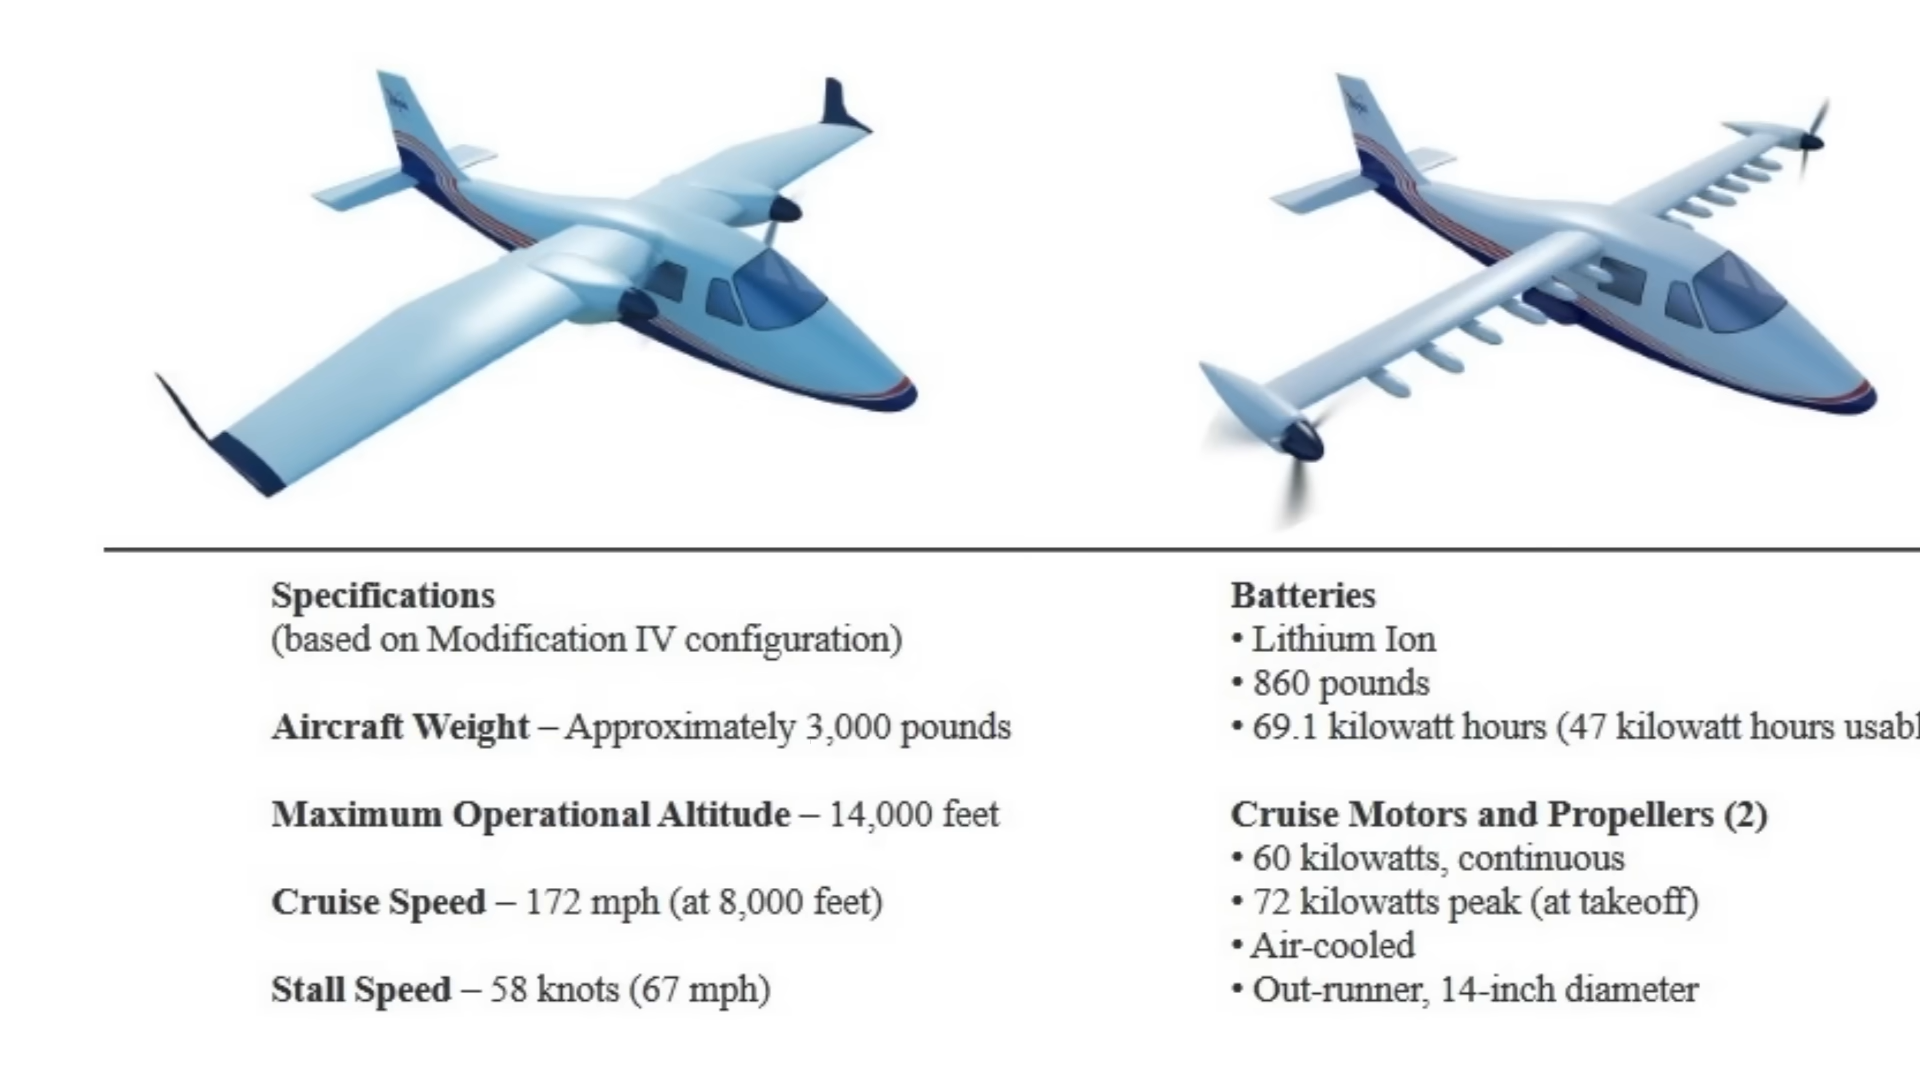 Specifications
(based on Modification IV configuration)
Aircraft Weight – Approximately 3,000 pounds
Maximum Operational Altitude – 14,000 feet
Cruise Speed – 172 mph (at 8,000 feet)
Stall Speed – 58 knots (67 mph)
Batteries
• Lithium Ion
• 860 pounds
• 69.1 kilowatt hours (47 kilowatt hours
Cruise Motors and Propellers (2)
• 60 kilowatts, continuous
• 72 kilowatts peak (at takeoff)
• Air-cooled
• Out-runner, 14-inch diameter